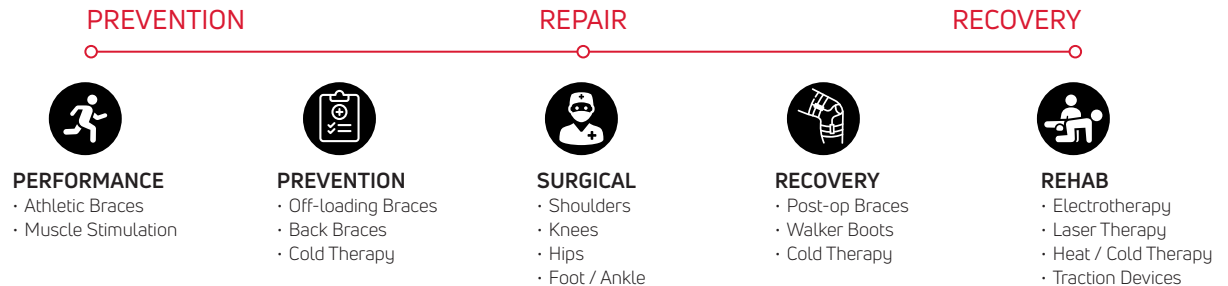 PREVENTION
REPAIR
RECOVERY
PERFORMANCE
· Athletic Braces
· Muscle Stimulation
PREVENTION
· Off-loading Braces
· Back Braces
· Cold Therapy
SURGICAL
· Shoulders
· Knees
· Hips
· Foot / Ankle
RECOVERY
· Post-op Braces
· Walker Boots
· Cold Therapy
REHAB
· Electrotherapy
· Laser Therapy
· Heat / Cold Therapy
· Traction Devices